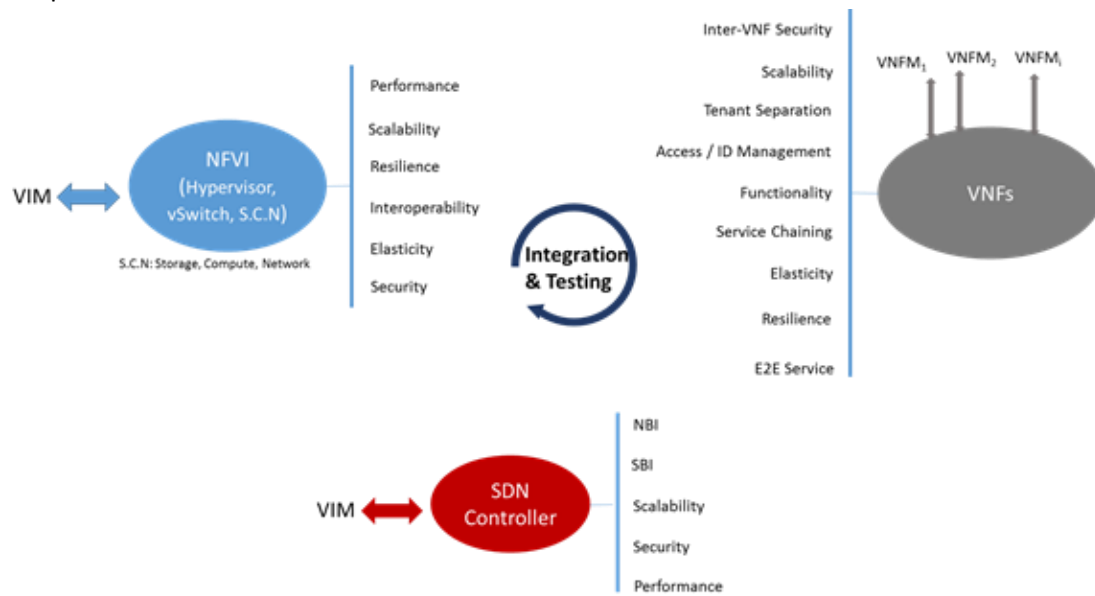 Inter-VNF Security
Scalability
Tenant Separation
Access / ID Management
Functionality
Service Chaining
Elasticity
Resilience
E2E Service
VNFM1
VNFM2
VNFMi
VNFs
Performance
Scalability
Resilience
Interoperability
Elasticity
Security
VIM
NFVI
(Hypervisor,
vSwitch, S.C.N)
S.C.N: Storage, Compute, Network
Integration
& Testing
NBI
SBI
Scalability
Security
Performance
VIM
SDN
Controller